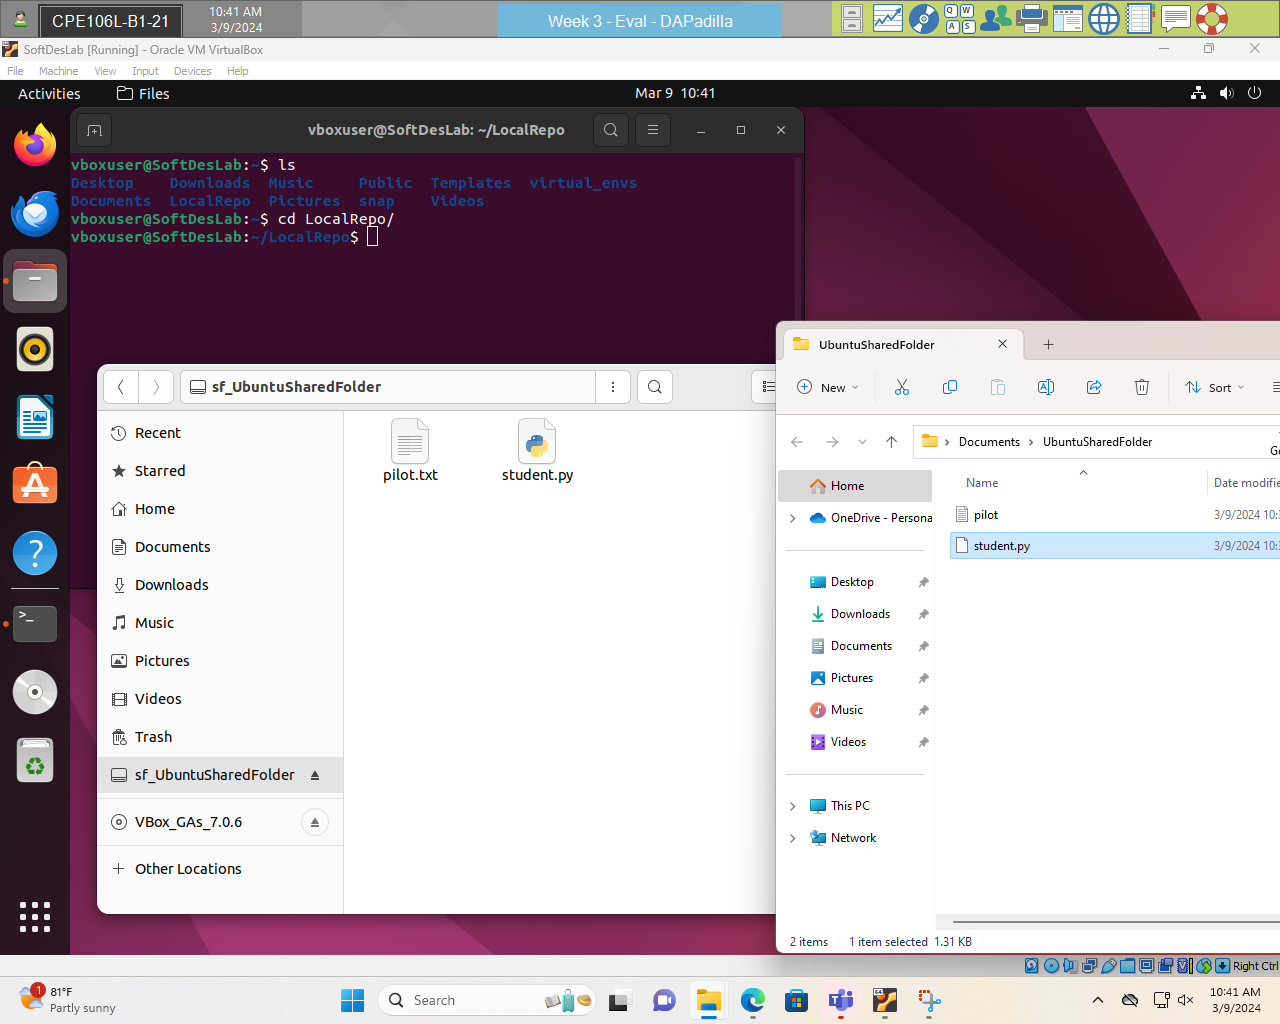 CPE106L-B1-21
10:41 AM
3/9/2024
Week 3 - Eval - DAPadilla
Q W
A S
SoftDesLab [Running] - Oracle VM VirtualBox
File Machine View Input Devices Help
Activities Files Mar 9 10:41
vboxuser@SoftDesLab: ~/LocalRepo
vboxuser@SoftDesLab:~$ ls
Desktop Downloads Music Public Templates virtual_envs
Documents LocalRepo Pictures snap Videos
vboxuser@SoftDesLab:~$ cd LocalRepo/
vboxuser@SoftDesLab:~/LocalRepo$
sf_UbuntuSharedFolder
Recent
Starred
Home
Documents
Downloads
Music
Pictures
Videos
Trash
sf_UbuntuSharedFolder
VBox_GAs_7.0.6
Other Locations
pilot.txt
student.py
UbuntuSharedFolder
New
Sort
Documents UbuntuSharedFolder
Home
OneDrive - Persona
Desktop
Downloads
Documents
Pictures
Music
Videos
This PC
Network
Name Date modifie
pilot 3/9/2024 10:3
student.py 3/9/2024 10:3
2 items 1 item selected 1.31 KB
Right Ctrl
1
81°F
Partly sunny
Search
10:41 AM
3/9/2024